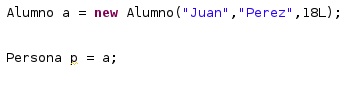 Alumno a = new Alumno("Juan","Perez",18L);
Persona p = a;